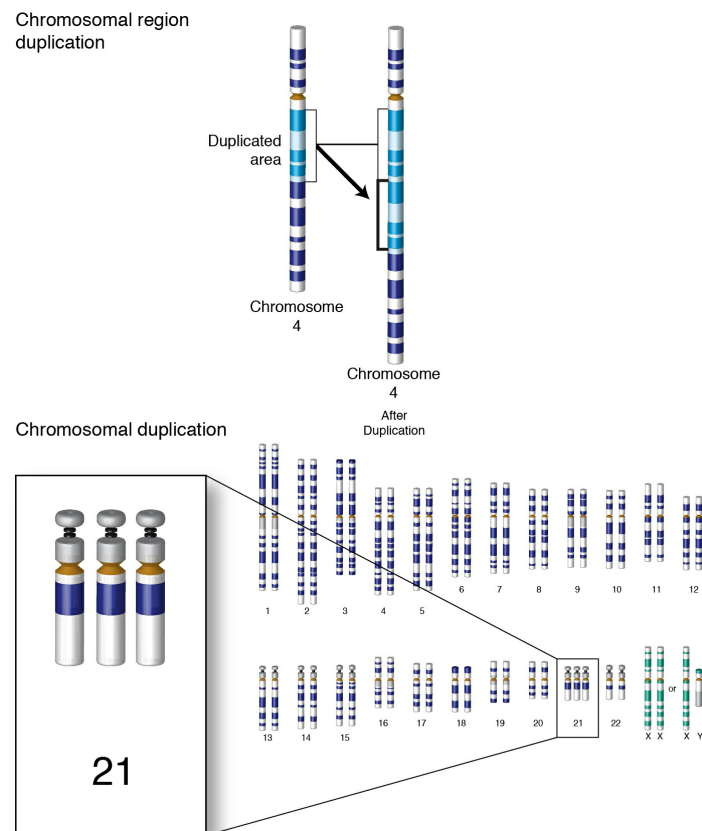 Chromosomal region
duplication
Duplicated
area
Chromosome
4
Chromosome
4
After
Duplication
Chromosomal duplication
1 2 3 4 5 6 7 8 9 10 11 12
13 14 15 16 17 18 19 20 21 22 X X or X Y
21